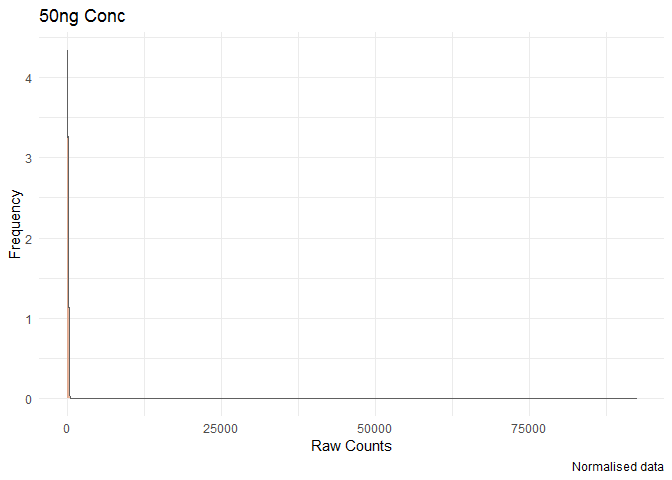 50ng Conc
4
3
2
1
0
Frequency
0 25000 50000 75000
Raw Counts
Normalised data